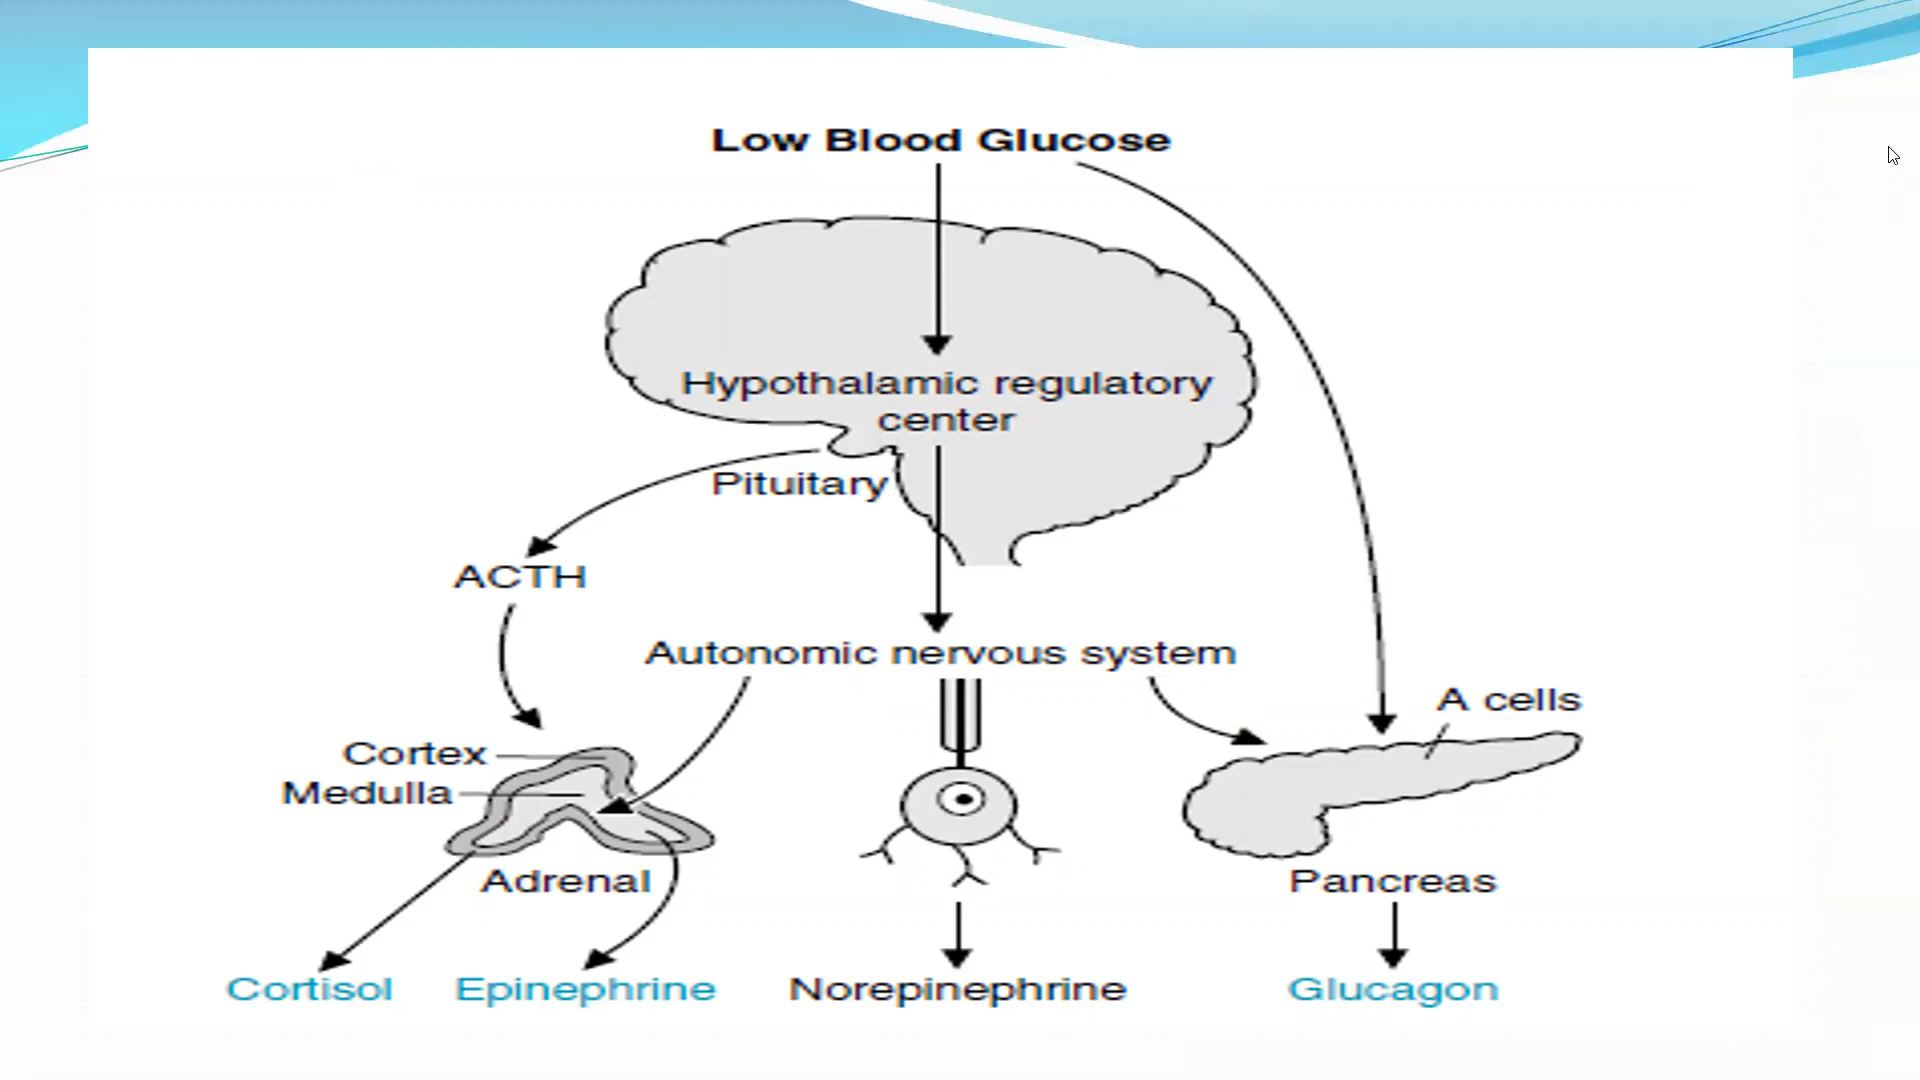 Low Blood Glucose
Hypothalamic regulatory
center
Pituitary
ACTH
Autonomic nervous system
A cells
Cortex
Medulla
Adrenal
Pancreas
Cortisol
Epinephrine
Norepinephrine
Glucagon